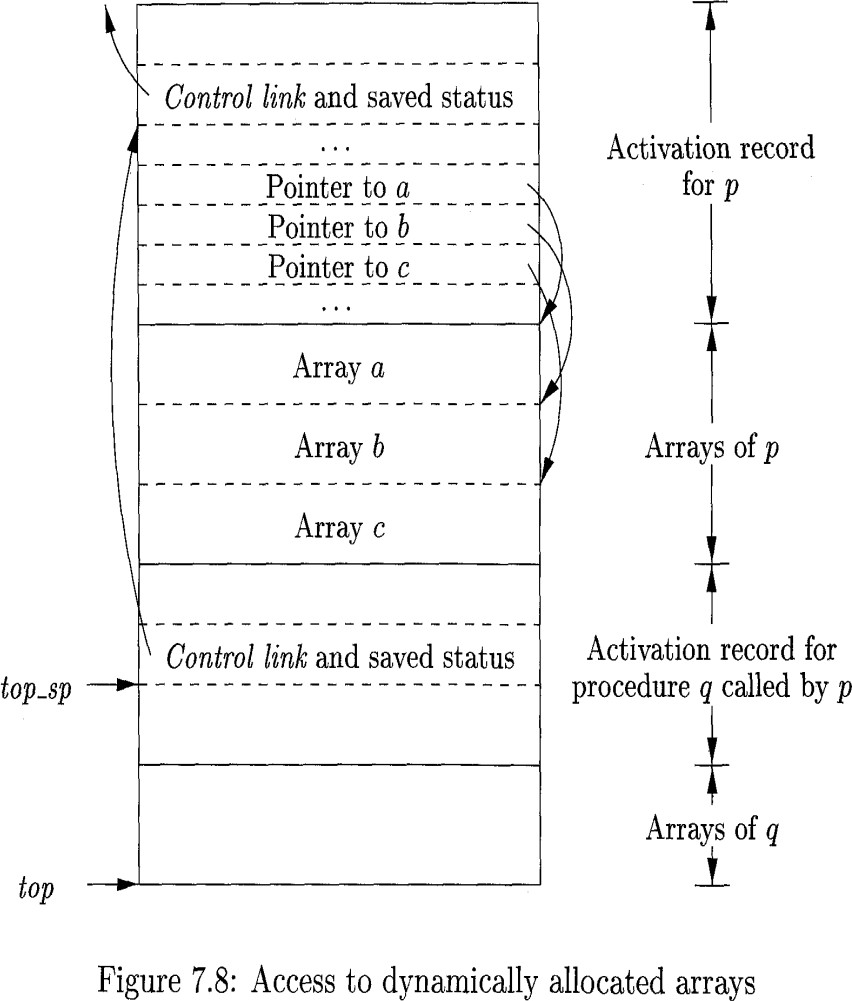 Control link and saved status
...
Activation record
for p
Pointer to a
Pointer to b
Pointer to c
...
Array a
Array b
Arrays of p
Array c
Control link and saved status
Activation record for
procedure q called by p
top_sp
Arrays of q
top
Figure 7.8: Access to dynamically allocated arrays